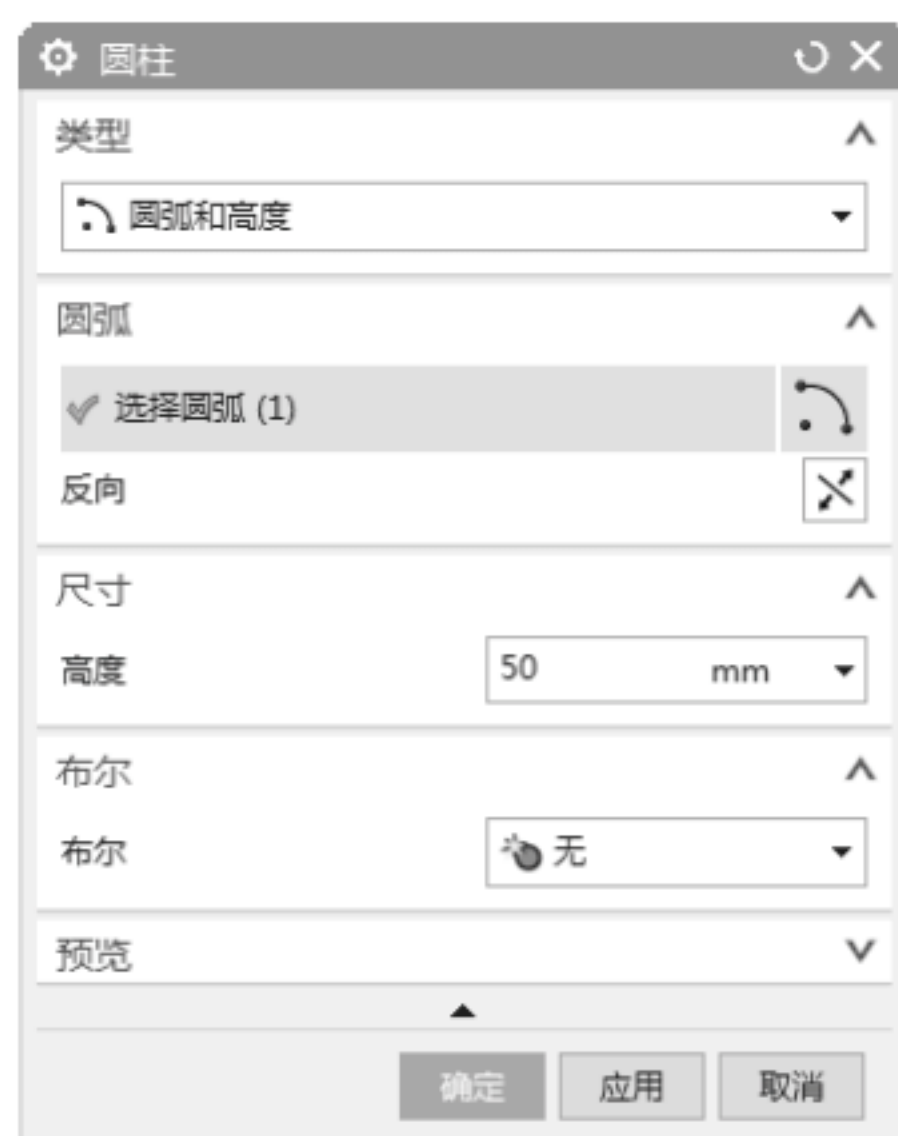 圆柱
类型
圆弧和高度
圆弧
选择圆弧 (1)
反向
尺寸
高度 50 mm
布尔
布尔 无
预览
确定 应用 取消